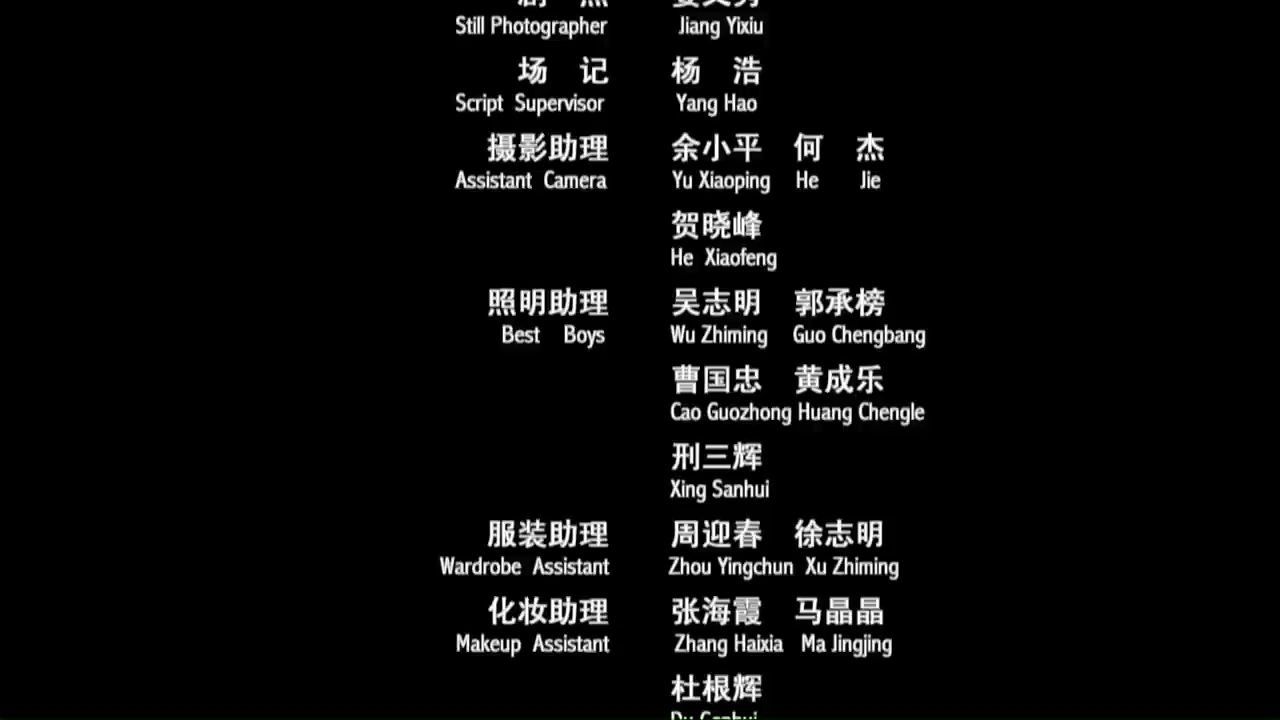 Still Photographer Jiang Yixiu
场 记 杨 浩
Script Supervisor Yang Hao
摄影助理 余小平 何 杰
Assistant Camera Yu Xiaoping He Jie
贺晓峰
He Xiaofeng
照明助理 吴志明 郭承榜
Best Boys Wu Zhiming Guo Chengbang
曹国忠 黄成乐
Cao Guozhong Huang Chengle
刑三辉
Xing Sanhui
服装助理 周迎春 徐志明
Wardrobe Assistant Zhou Yingchun Xu Zhiming
化妆助理 张海霞 马晶晶
Makeup Assistant Zhang Haixia Ma Jingjing
杜根辉